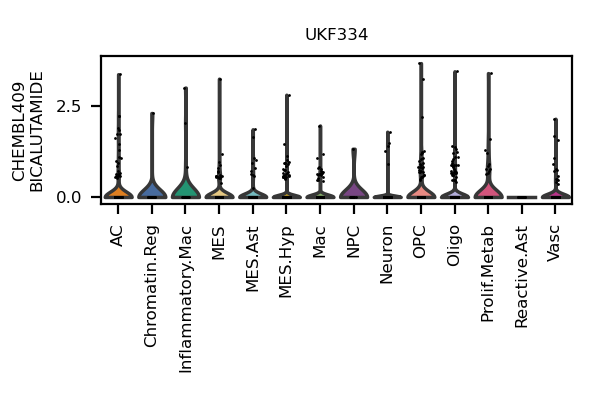 UKF334
CHEMBL409
BICALUTAMIDE
2.5
0.0
AC
Chromatin.Reg
Inflammatory.Mac
MES
MES.Ast
MES.Hyp
Mac
NPC
Neuron
OPC
Oligo
Prolif.Metab
Reactive.Ast
Vasc